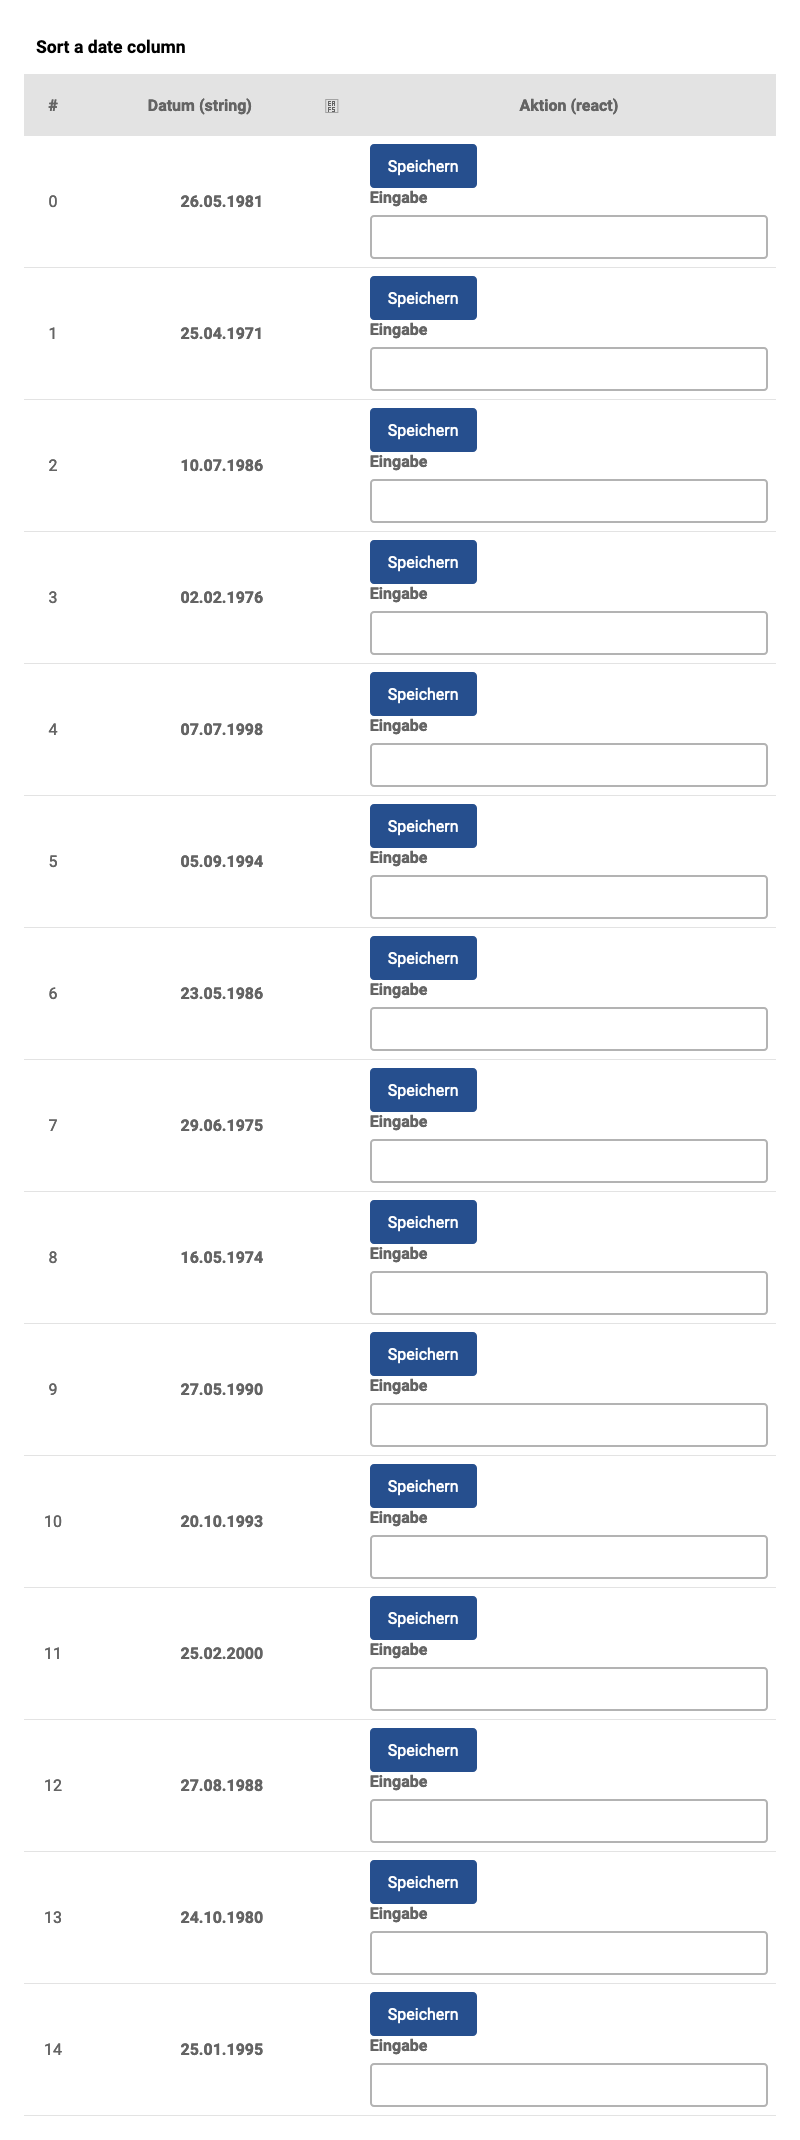 Sort a date column
# Datum (string) Aktion (react)
Speichern
0 26.05.1981 Eingabe
Speichern
1 25.04.1971 Eingabe
Speichern
2 10.07.1986 Eingabe
Speichern
3 02.02.1976 Eingabe
Speichern
4 07.07.1998 Eingabe
Speichern
5 05.09.1994 Eingabe
Speichern
6 23.05.1986 Eingabe
Speichern
7 29.06.1975 Eingabe
Speichern
8 16.05.1974 Eingabe
Speichern
9 27.05.1990 Eingabe
Speichern
10 20.10.1993 Eingabe
Speichern
11 25.02.2000 Eingabe
Speichern
12 27.08.1988 Eingabe
Speichern
13 24.10.1980 Eingabe
Speichern
14 25.01.1995 Eingabe